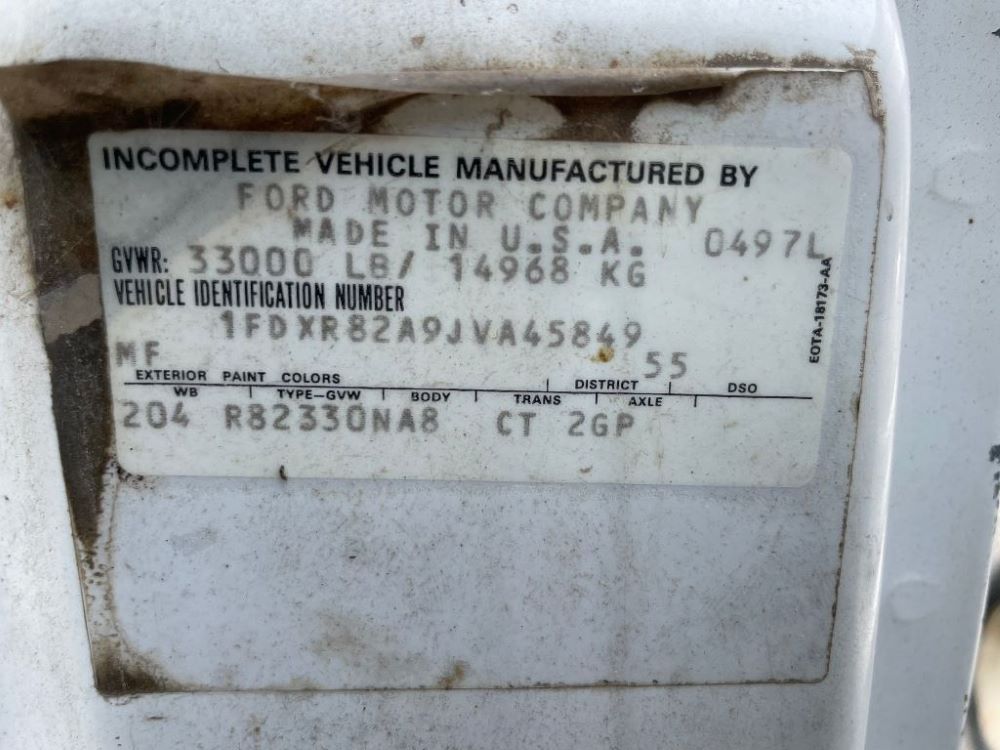 INCOMPLETE VEHICLE MANUFACTURED BY
FORD MOTOR COMPANY
MADE IN U.S.A. 0497L
GVWR: 33000 LB/ 14968 KG
VEHICLE IDENTIFICATION NUMBER
1FDXR82A9JVA45849
MF 55
EXTERIOR PAINT COLORS DISTRICT DSO
WB TYPE-GVW BODY TRANS AXLE
204 R82330NA8 CT 2GP
EOTA-18173-AA